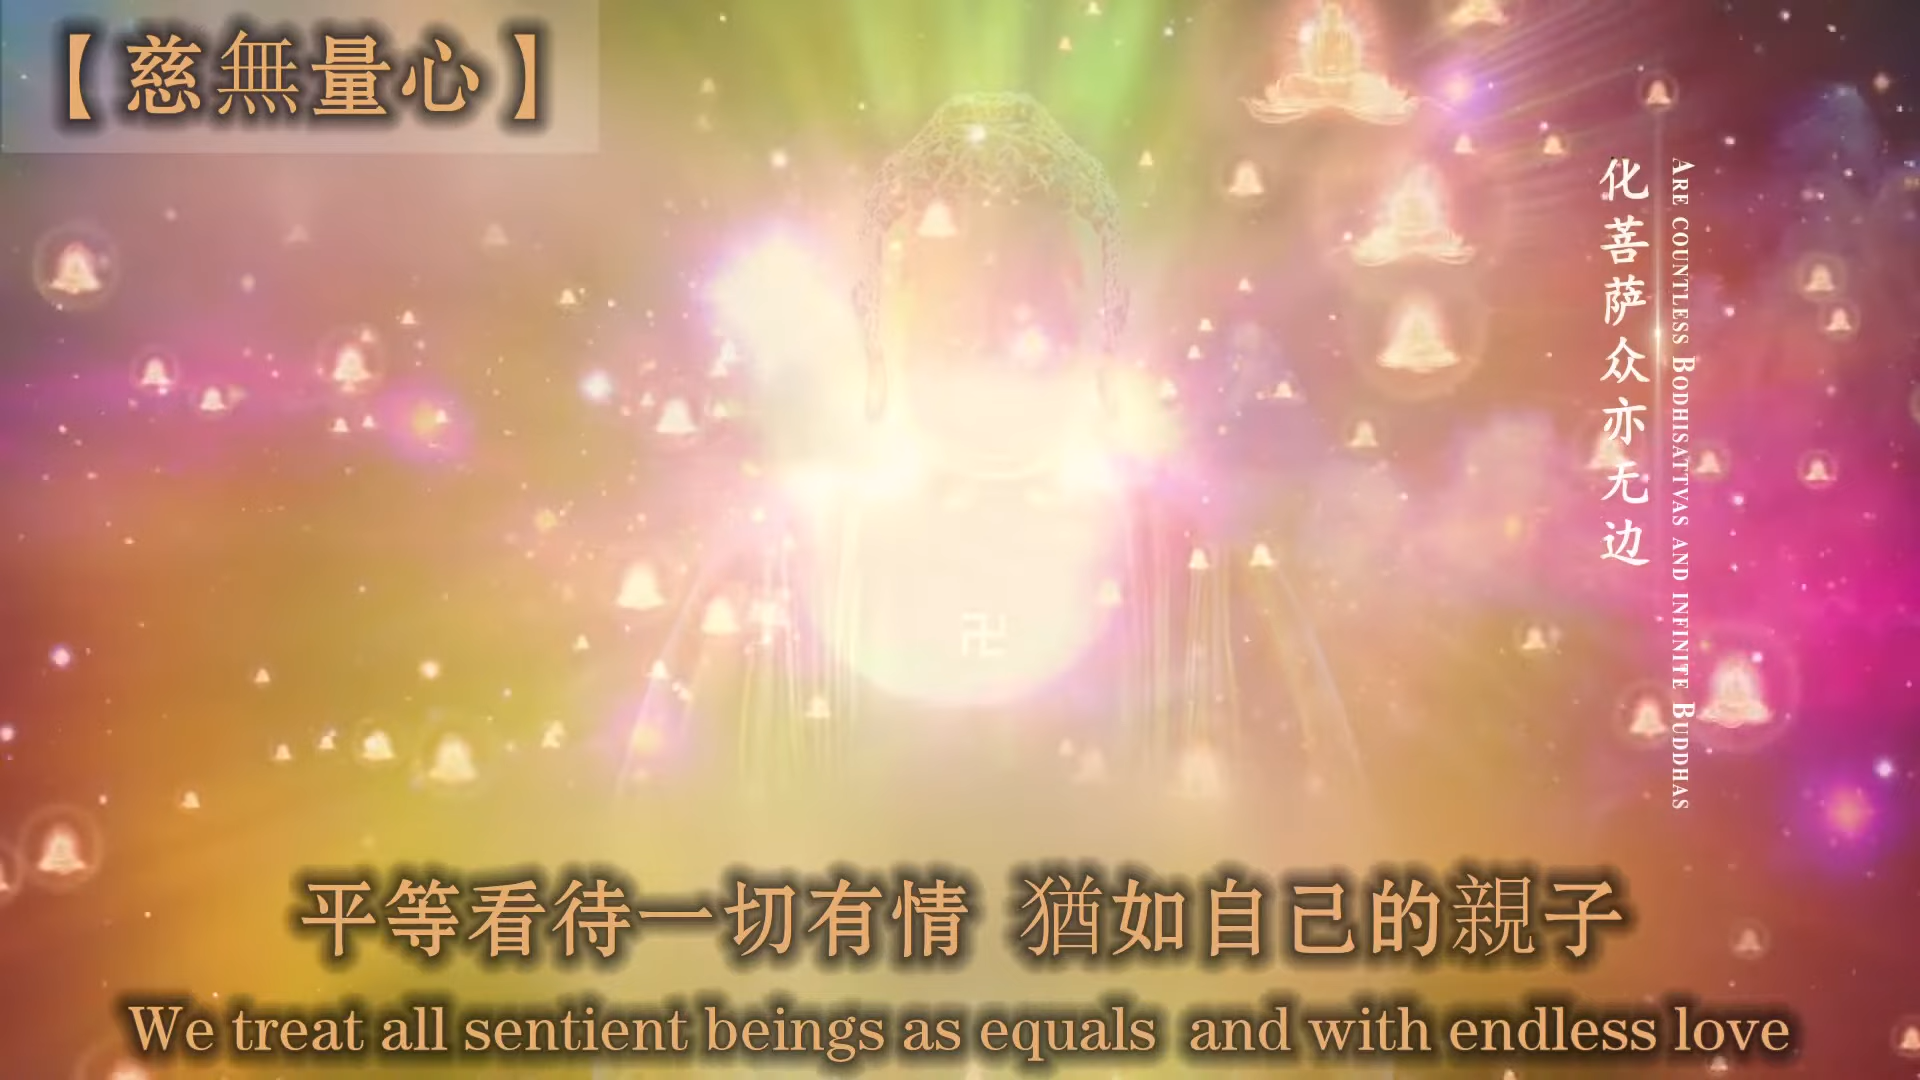 【慈無量心】
化菩萨众亦无边
Are countless Bodhisattvas and infinite Buddhas
卍
平等看待一切有情 猶如自己的親子
We treat all sentient beings as equals and with endless love